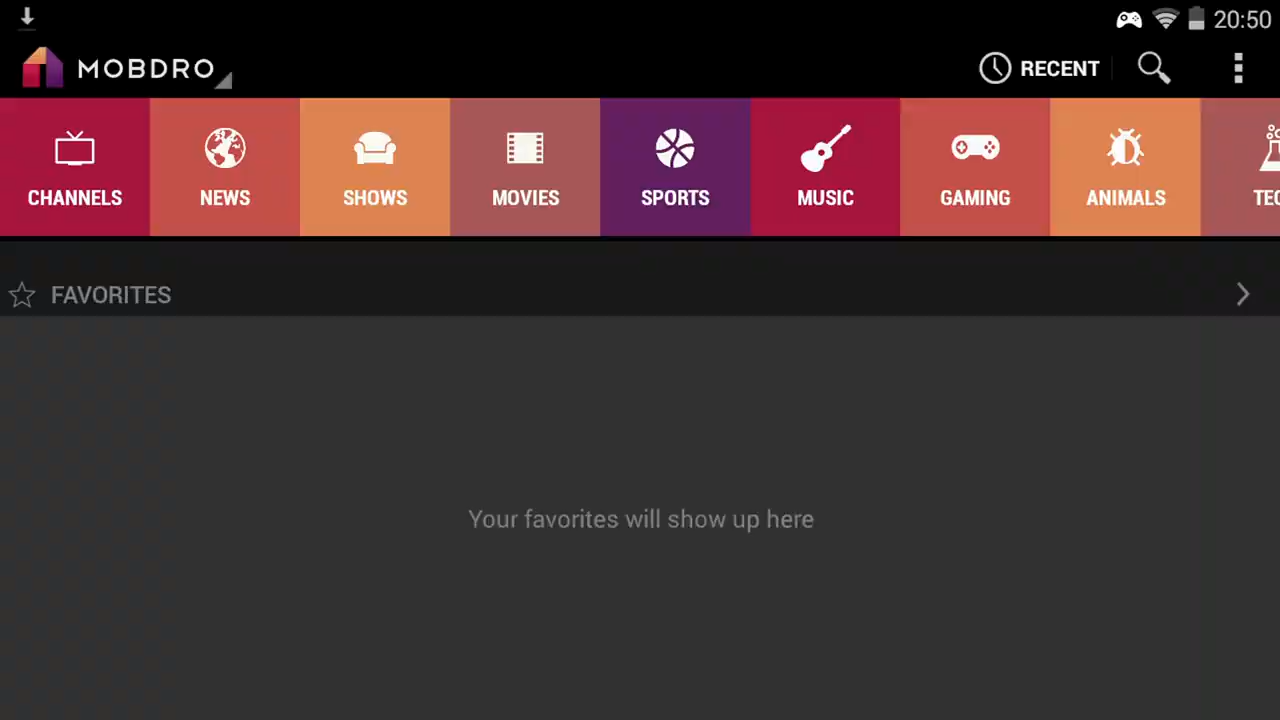 20:50
MOBDRO
RECENT
CHANNELS
NEWS
SHOWS
MOVIES
SPORTS
MUSIC
GAMING
ANIMALS
TEC
FAVORITES
Your favorites will show up here